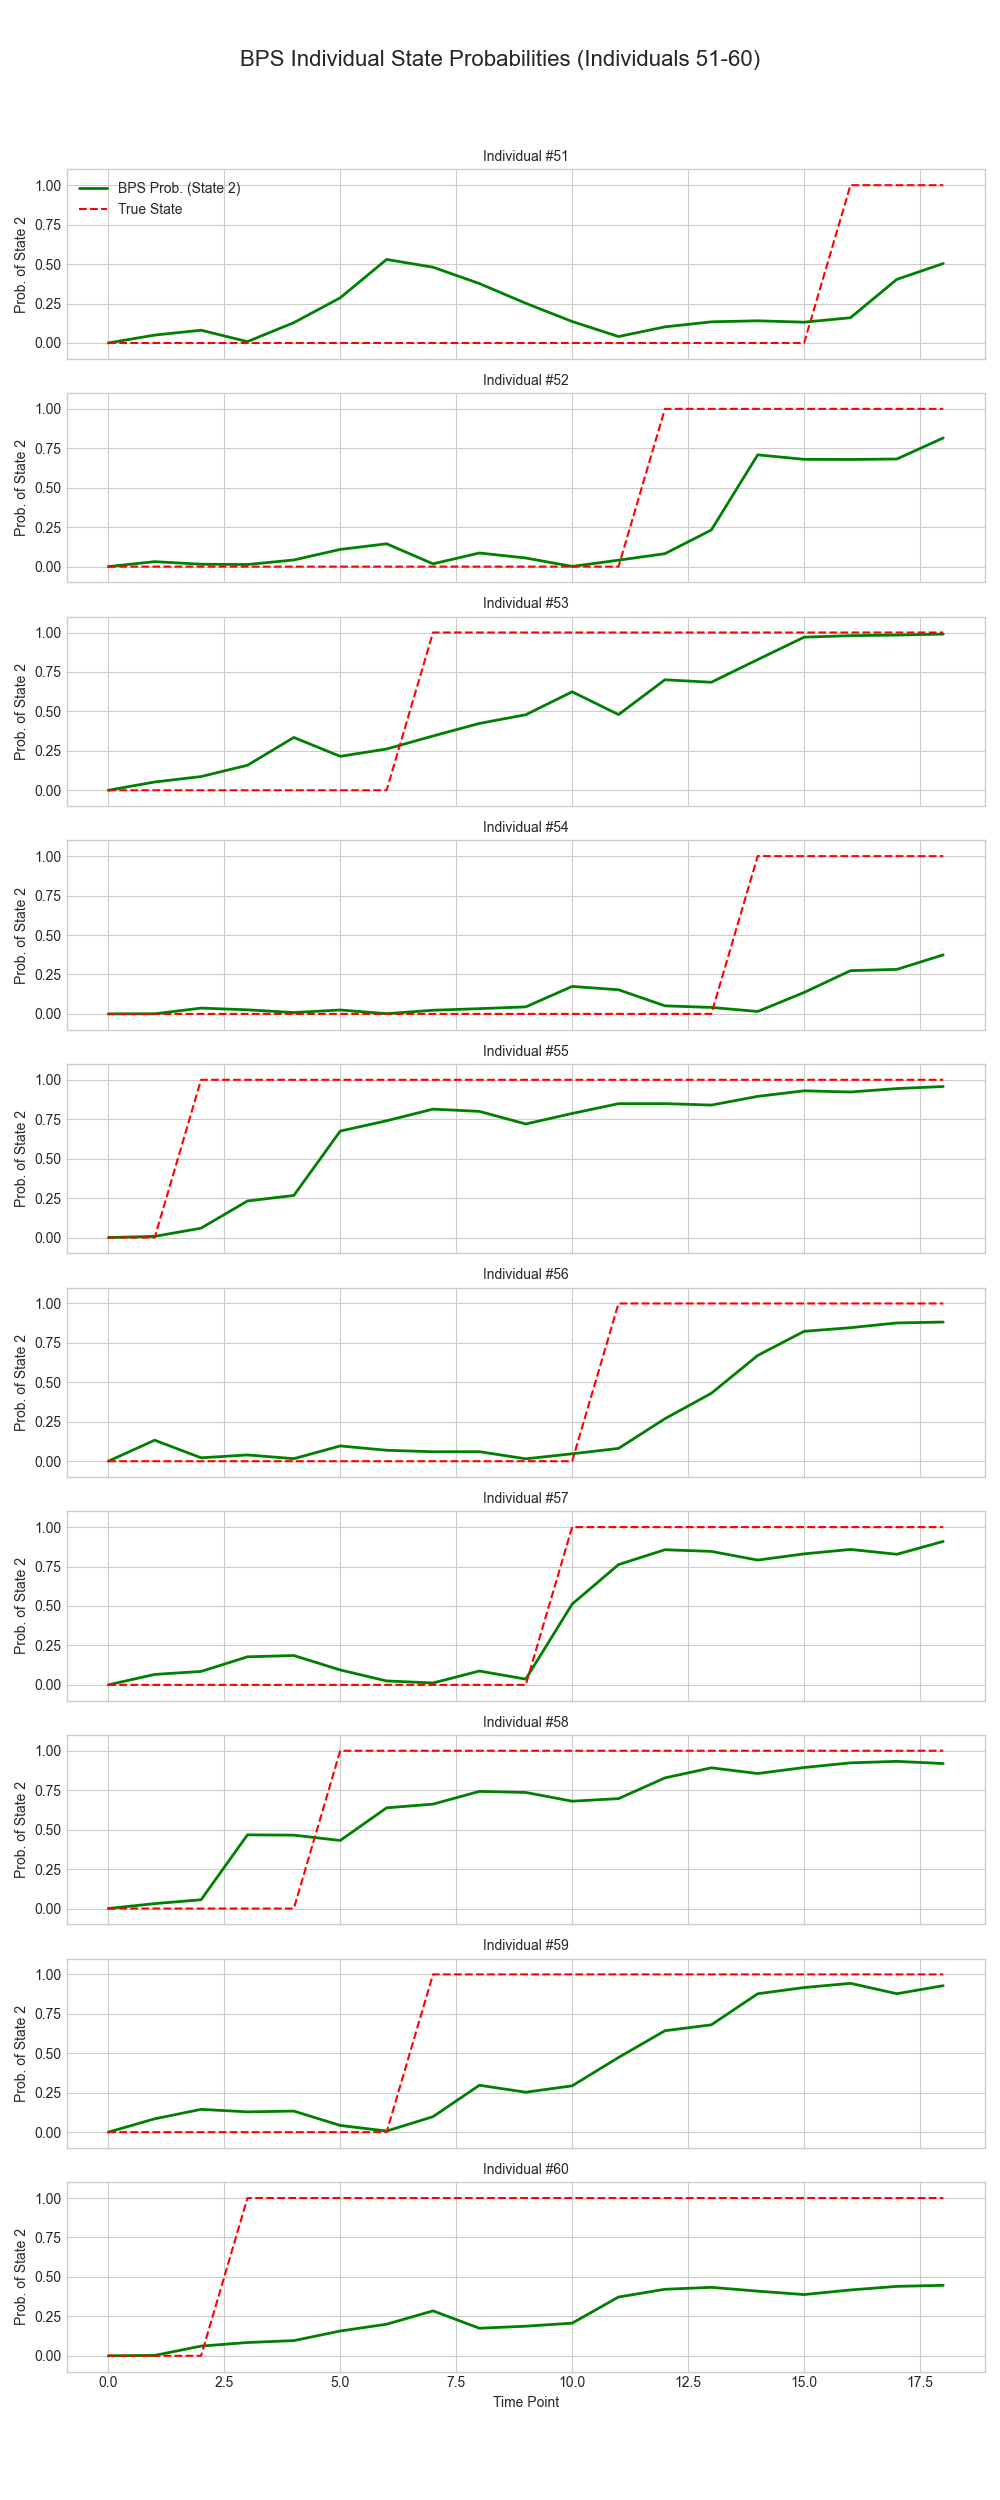 BPS Individual State Probabilities (Individuals 51-60)
Individual #51
1.00
0.75
0.50
0.25
0.00
Prob. of State 2
BPS Prob. (State 2)
True State
Individual #52
1.00
0.75
0.50
0.25
0.00
Prob. of State 2
Individual #53
1.00
0.75
0.50
0.25
0.00
Prob. of State 2
Individual #54
1.00
0.75
0.50
0.25
0.00
Prob. of State 2
Individual #55
1.00
0.75
0.50
0.25
0.00
Prob. of State 2
Individual #56
1.00
0.75
0.50
0.25
0.00
Prob. of State 2
Individual #57
1.00
0.75
0.50
0.25
0.00
Prob. of State 2
Individual #58
1.00
0.75
0.50
0.25
0.00
Prob. of State 2
Individual #59
1.00
0.75
0.50
0.25
0.00
Prob. of State 2
Individual #60
1.00
0.75
0.50
0.25
0.00
Prob. of State 2
0.0 2.5 5.0 7.5 10.0 12.5 15.0 17.5
Time Point